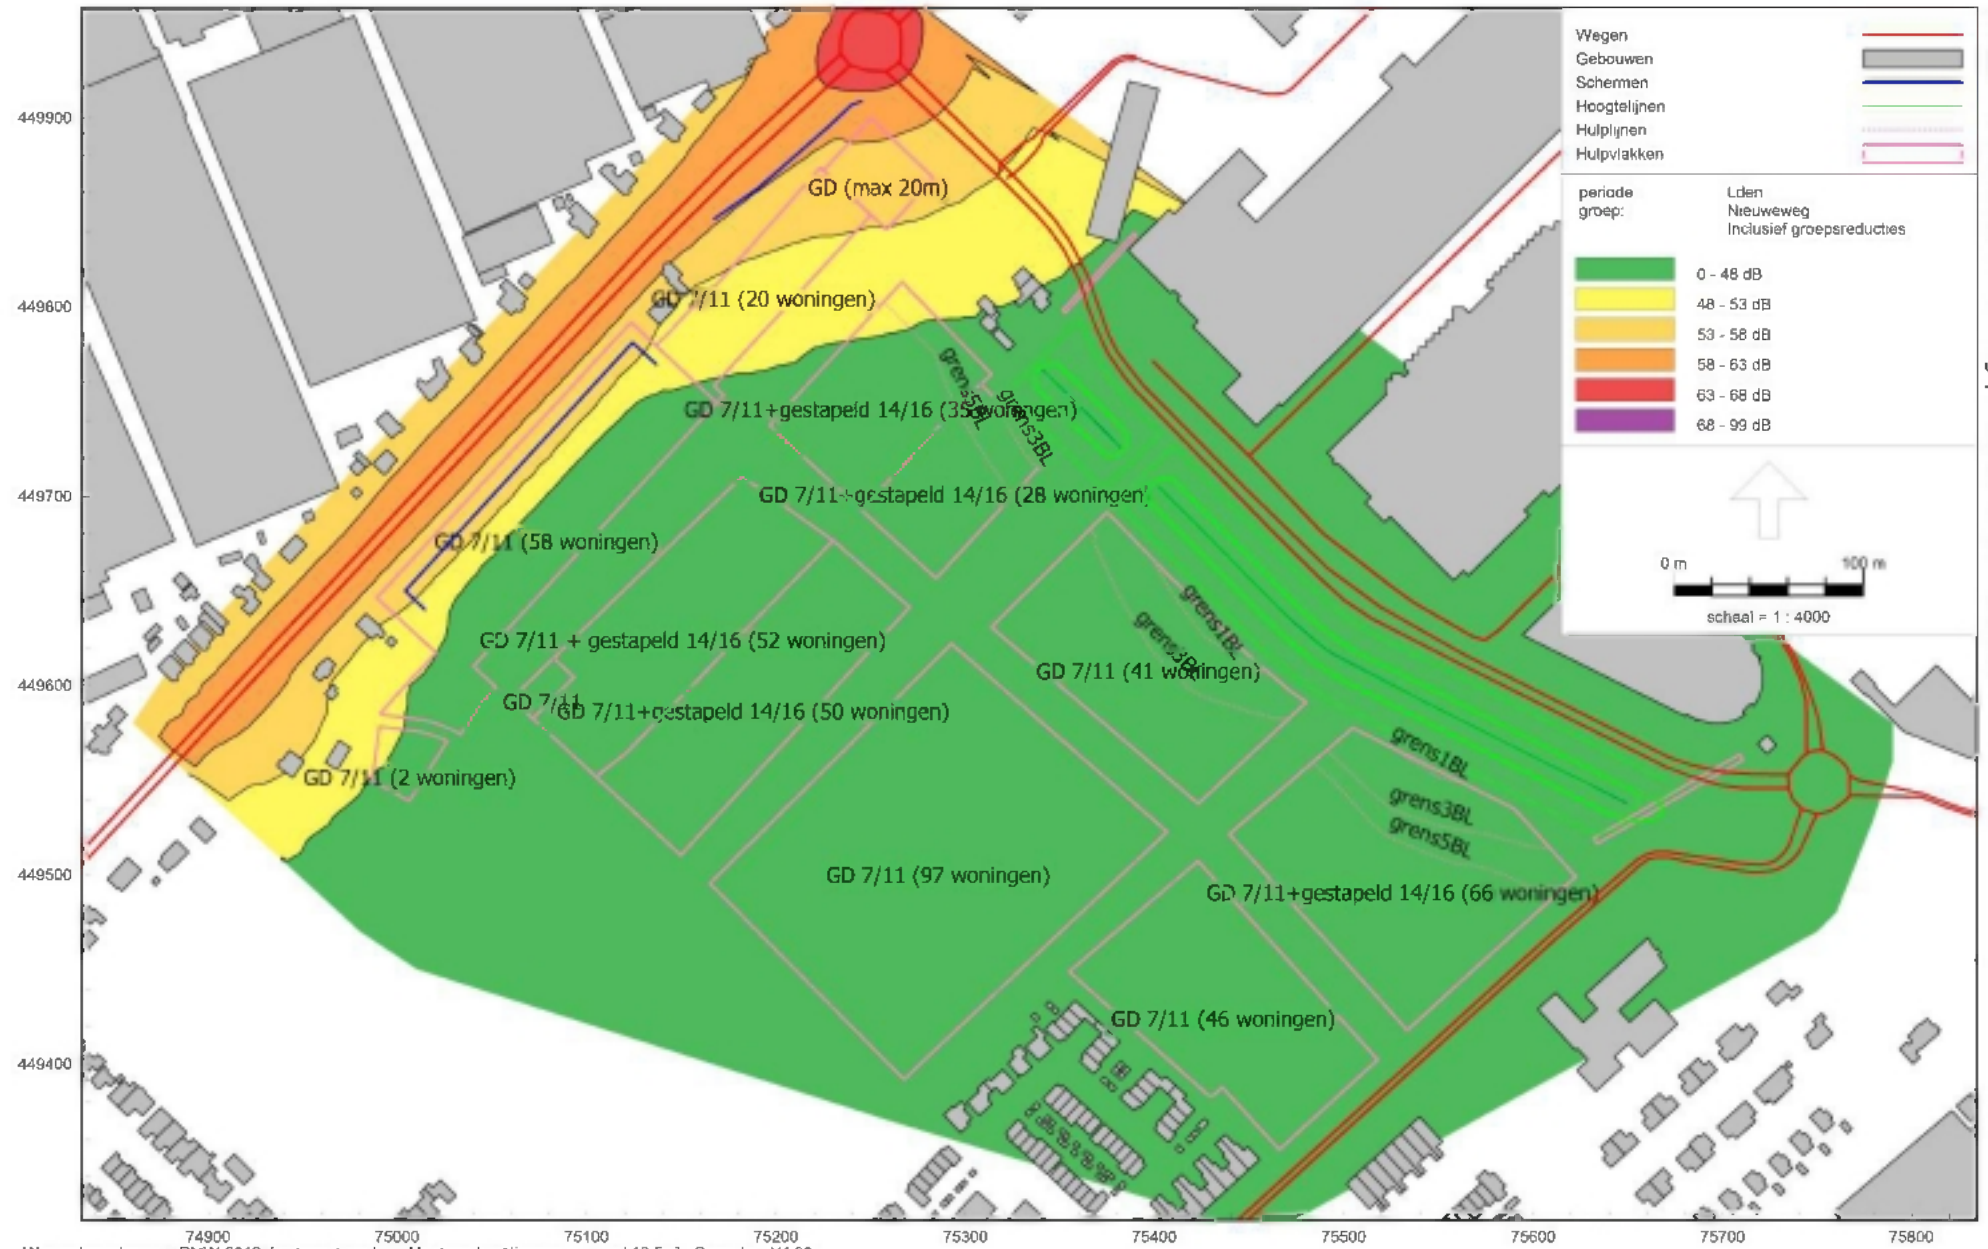 Wegen
Gebouwen
Schermen
Hoogtelijnen
Hulplijnen
Hulpvlakken
periode Lden
groep: Nieuweweg
Inclusief groepsreducties
0 - 48 dB
48 - 53 dB
53 - 58 dB
58 - 63 dB
63 - 68 dB
68 - 99 dB
0 m 100 m
schaal = 1 : 4000
449900
449800
449700
449600
449500
449400
GD (max 20m)
GD 7/11 (20 woningen)
grens5BL
grens3BL
GD 7/11+gestapeld 14/16 (35 woningen)
GD 7/11+gestapeld 14/16 (28 woningen)
GD 7/11 (58 woningen)
grens1BL
grens3BL
GD 7/11 + gestapeld 14/16 (52 woningen)
GD 7/11 (41 woningen)
GD 7/11
GD 7/11+gestapeld 14/16 (50 woningen)
grens1BL
GD 7/11 (2 woningen)
grens3BL
grens5BL
GD 7/11 (97 woningen)
GD 7/11+gestapeld 14/16 (66 woningen)
GD 7/11 (46 woningen)
74900 75000 75100 75200 75300 75400 75500 75600 75700 75800